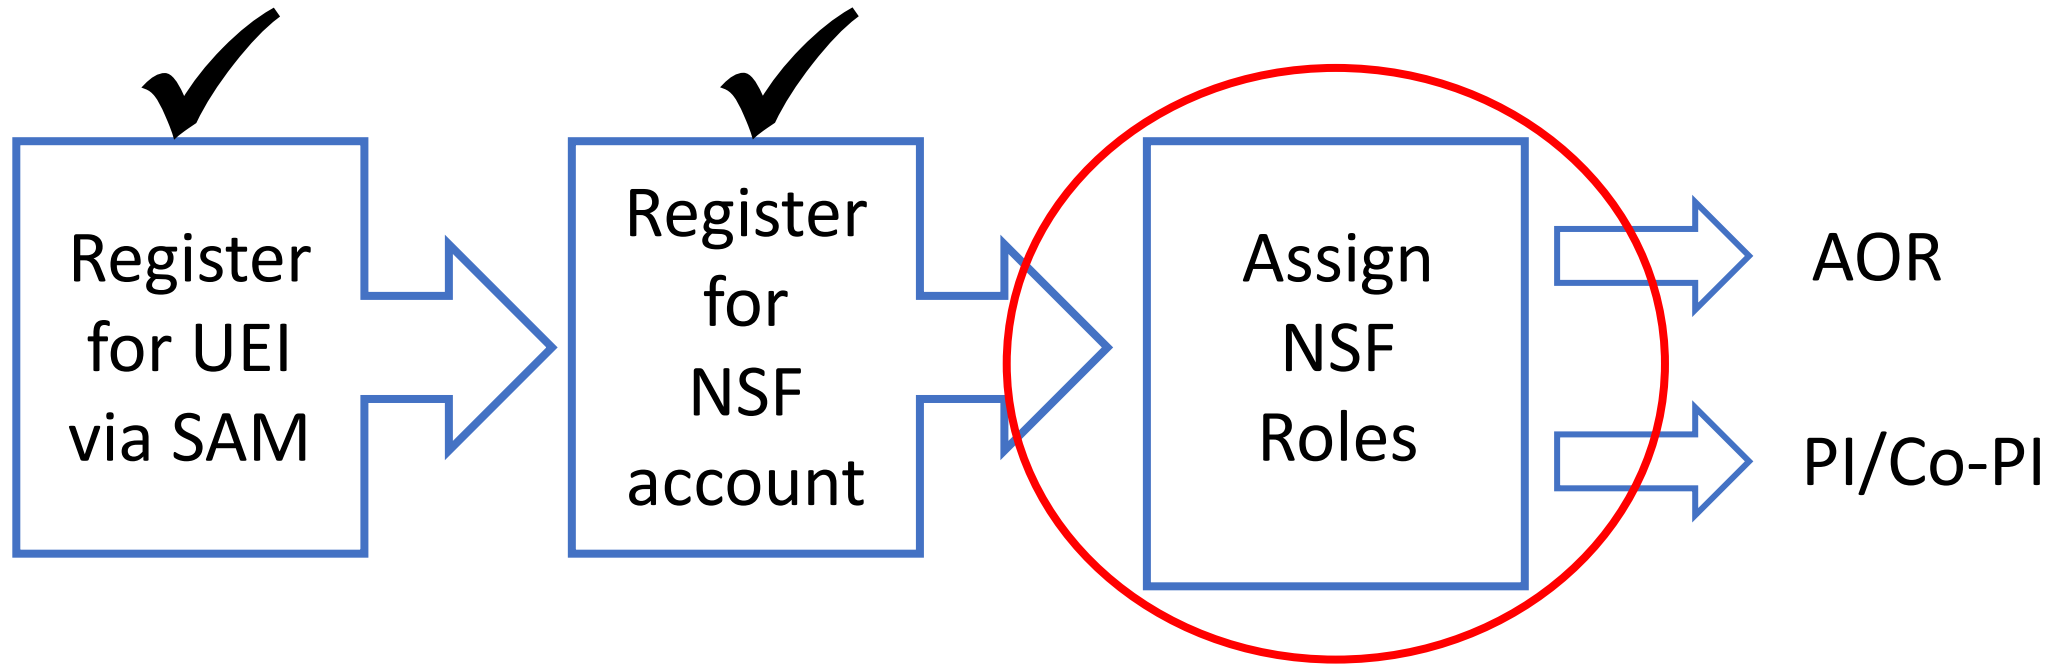 Register
for UEI
via SAM
Register
for
NSF
account
Assign
NSF
Roles
AOR
PI/Co-PI